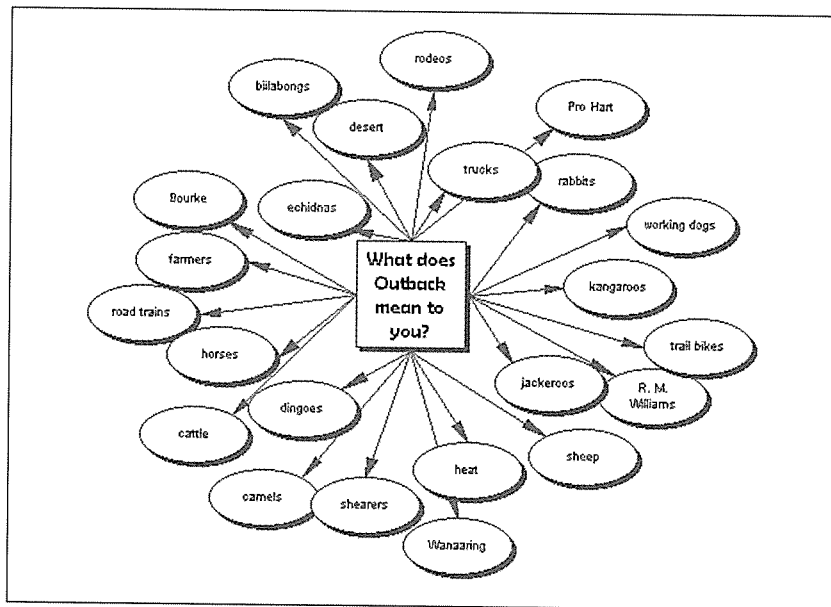 rodeos
billabongs
Pro Hart
desert
trucks
rabbits
Bourke
echidnas
working dogs
What does
Outback
mean to
you?
farmers
kangaroos
road trains
horses
trail bikes
jackeroos
R. M.
Williams
dingoes
cattle
sheep
heat
camels
shearers
Wanaaring